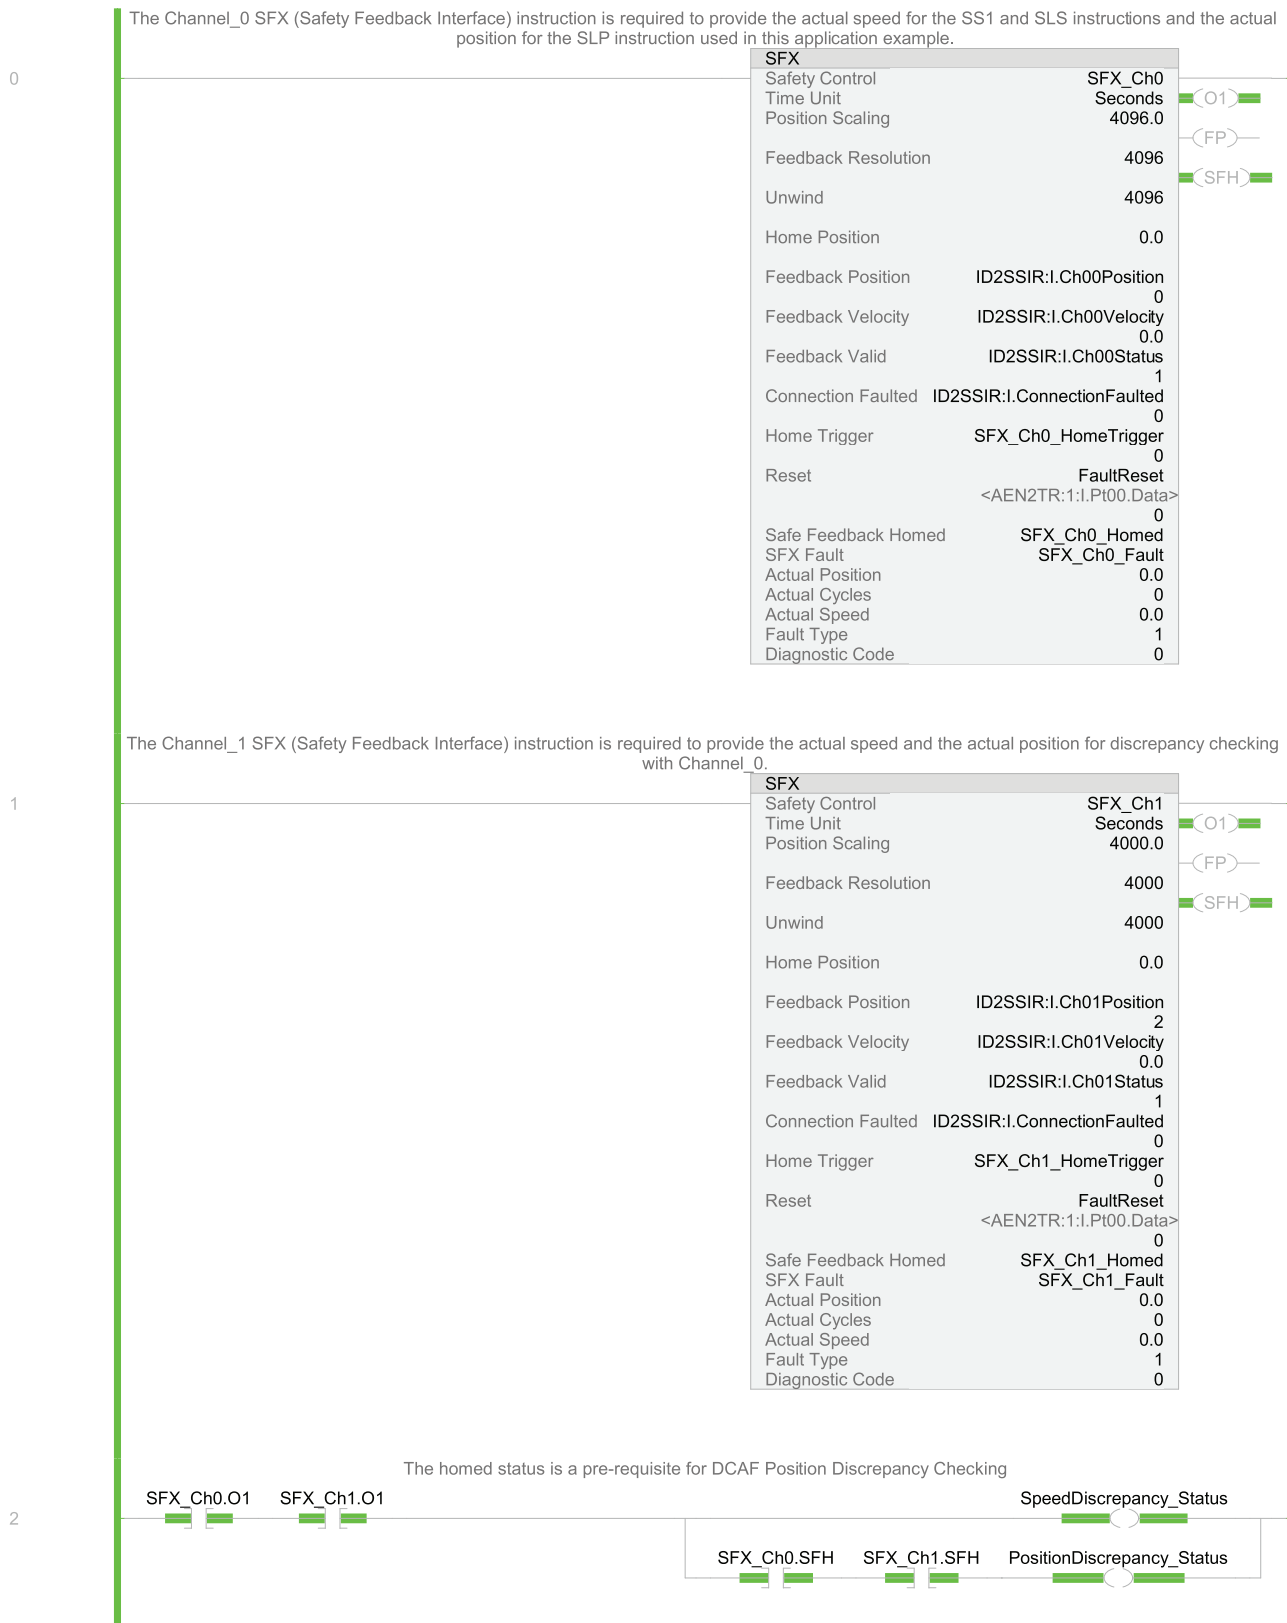 The Channel_0 SFX (Safety Feedback Interface) instruction is required to provide the actual speed for the SS1 and SLS instructions and the actual
position for the SLP instruction used in this application example.
0
SFX
Safety Control SFX_Ch0
Time Unit Seconds
(O1)
Position Scaling 4096.0
(FP)
Feedback Resolution 4096
(SFH)
Unwind 4096
Home Position 0.0
Feedback Position ID2SSIR:I.Ch00Position
0
Feedback Velocity ID2SSIR:I.Ch00Velocity
0.0
Feedback Valid ID2SSIR:I.Ch00Status
1
Connection Faulted ID2SSIR:I.ConnectionFaulted
0
Home Trigger SFX_Ch0_HomeTrigger
0
Reset FaultReset
<AEN2TR:1:I.Pt00.Data>
0
Safe Feedback Homed SFX_Ch0_Homed
SFX Fault SFX_Ch0_Fault
Actual Position 0.0
Actual Cycles 0
Actual Speed 0.0
Fault Type 1
Diagnostic Code 0
The Channel_1 SFX (Safety Feedback Interface) instruction is required to provide the actual speed and the actual position for discrepancy checking
with Channel_0.
1
SFX
Safety Control SFX_Ch1
Time Unit Seconds
(O1)
Position Scaling 4000.0
(FP)
Feedback Resolution 4000
(SFH)
Unwind 4000
Home Position 0.0
Feedback Position ID2SSIR:I.Ch01Position
2
Feedback Velocity ID2SSIR:I.Ch01Velocity
0.0
Feedback Valid ID2SSIR:I.Ch01Status
1
Connection Faulted ID2SSIR:I.ConnectionFaulted
0
Home Trigger SFX_Ch1_HomeTrigger
0
Reset FaultReset
<AEN2TR:1:I.Pt00.Data>
0
Safe Feedback Homed SFX_Ch1_Homed
SFX Fault SFX_Ch1_Fault
Actual Position 0.0
Actual Cycles 0
Actual Speed 0.0
Fault Type 1
Diagnostic Code 0
The homed status is a pre-requisite for DCAF Position Discrepancy Checking
2
SFX_Ch0.O1 SFX_Ch1.O1 SpeedDiscrepancy_Status
SFX_Ch0.SFH SFX_Ch1.SFH PositionDiscrepancy_Status